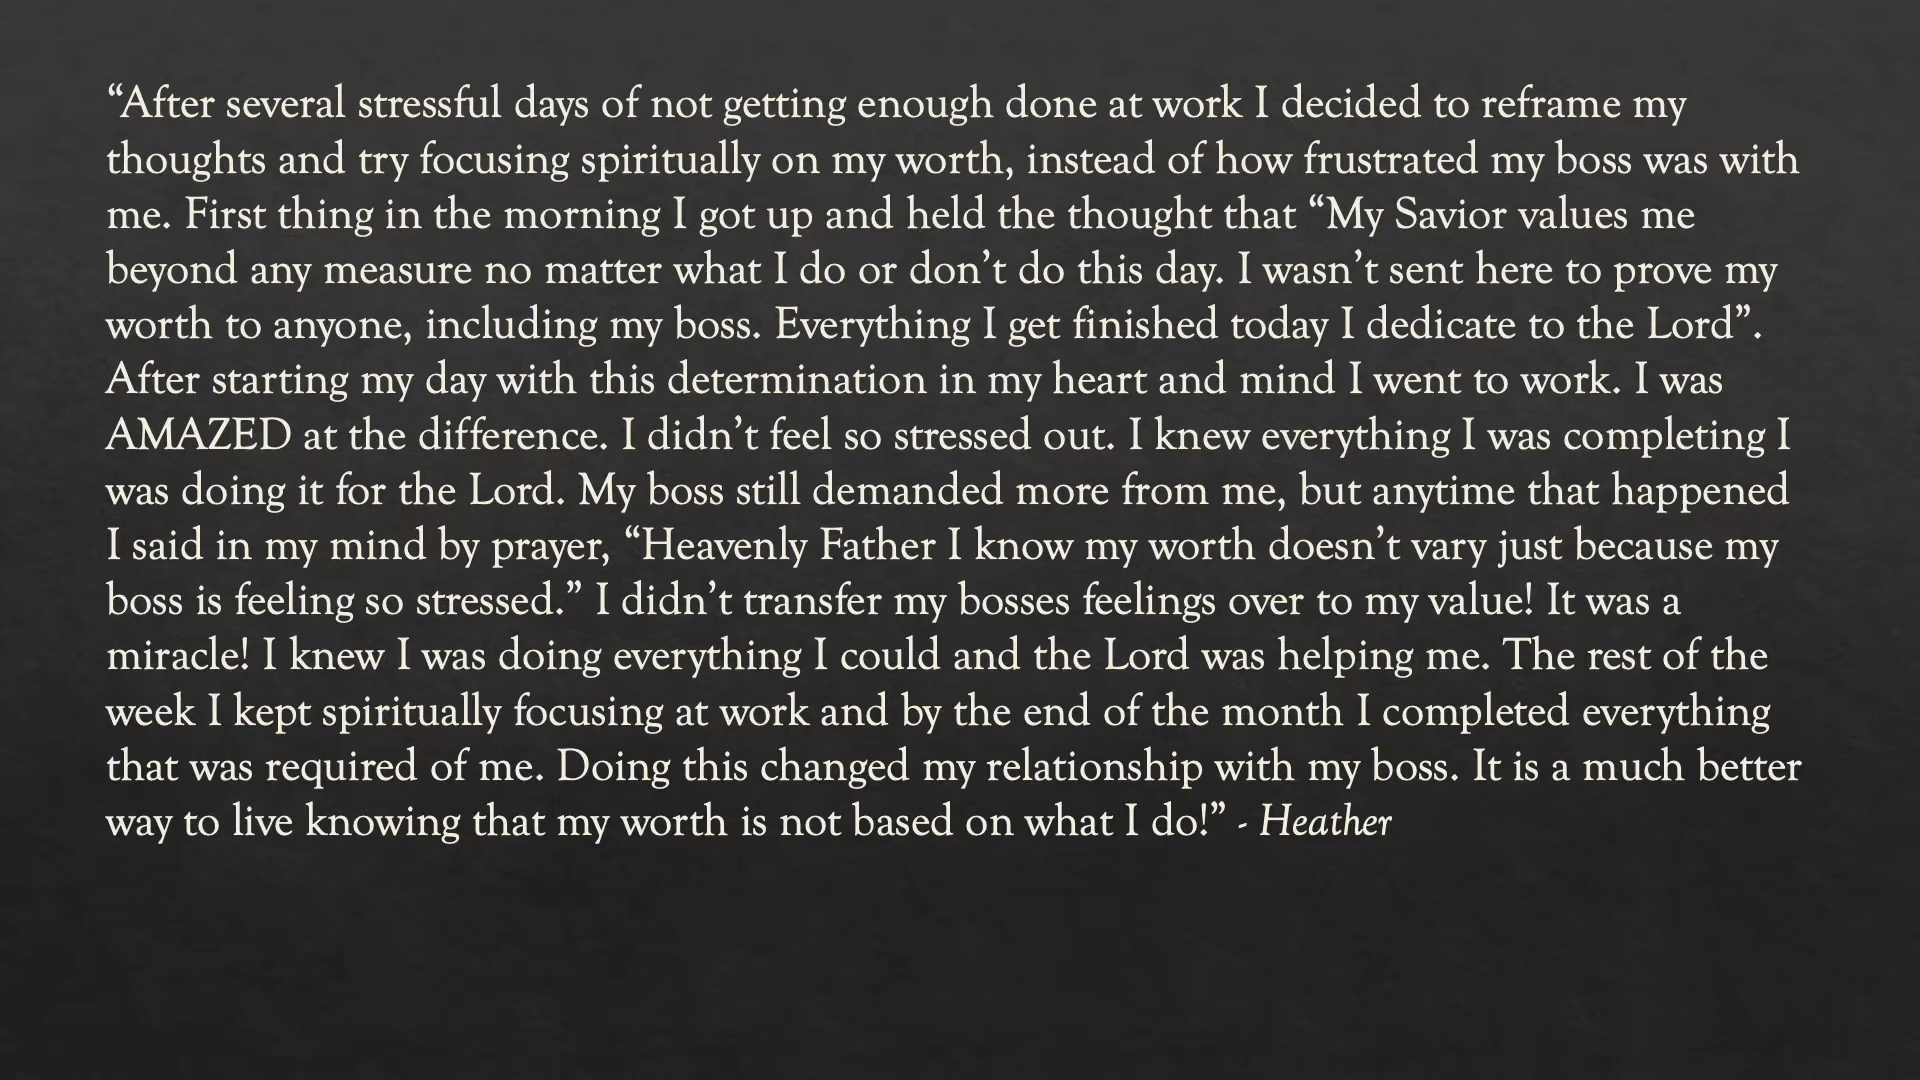 “After several stressful days of not getting enough done at work I decided to reframe my
thoughts and try focusing spiritually on my worth, instead of how frustrated my boss was with
me. First thing in the morning I got up and held the thought that “My Savior values me
beyond any measure no matter what I do or don’t do this day. I wasn’t sent here to prove my
worth to anyone, including my boss. Everything I get finished today I dedicate to the Lord”.
After starting my day with this determination in my heart and mind I went to work. I was
AMAZED at the difference. I didn’t feel so stressed out. I knew everything I was completing I
was doing it for the Lord. My boss still demanded more from me, but anytime that happened
I said in my mind by prayer, “Heavenly Father I know my worth doesn’t vary just because my
boss is feeling so stressed.” I didn’t transfer my bosses feelings over to my value! It was a
miracle! I knew I was doing everything I could and the Lord was helping me. The rest of the
week I kept spiritually focusing at work and by the end of the month I completed everything
that was required of me. Doing this changed my relationship with my boss. It is a much better
way to live knowing that my worth is not based on what I do!” - Heather